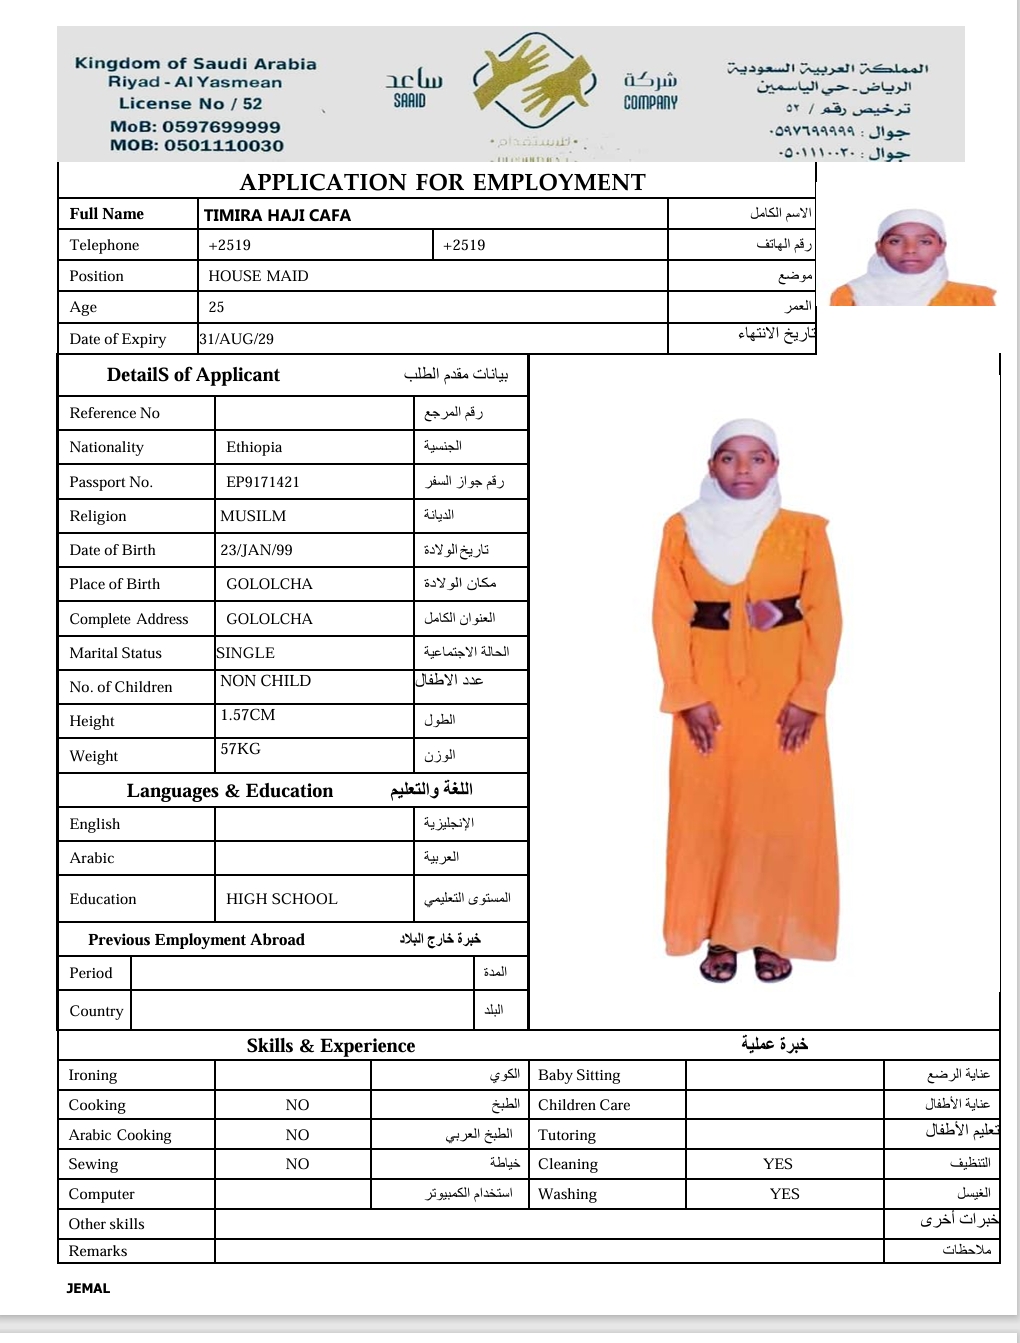 Kingdom of Saudi Arabia
Riyad - Al Yasmean
License No / 52
MoB: 0597699999
MOB: 0501110030
ساعد
SAAID
شركة
COMPANY
للاستقدام
المملكة العربية السعودية
الرياض - حي الياسمين
ترخيص رقم / ٥٢
جوال : ٠٥٩٧٦٩٩٩٩٩
جوال : ٠٥٠١١١٠٠٣٠
APPLICATION FOR EMPLOYMENT
Full Name TIMIRA HAJI CAFA الاسم الكامل
Telephone +2519 +2519 رقم الهاتف
Position HOUSE MAID موضع
Age 25 العمر
Date of Expiry 31/AUG/29 تاريخ الانتهاء
DetailS of Applicant بيانات مقدم الطلب
Reference No رقم المرجع
Nationality Ethiopia الجنسية
Passport No. EP9171421 رقم جواز السفر
Religion MUSILM الديانة
Date of Birth 23/JAN/99 تاريخ الولادة
Place of Birth GOLOLCHA مكان الولادة
Complete Address GOLOLCHA العنوان الكامل
Marital Status SINGLE الحالة الاجتماعية
No. of Children NON CHILD عدد الاطفال
Height 1.57CM الطول
Weight 57KG الوزن
Languages & Education اللغة والتعليم
English الإنجليزية
Arabic العربية
Education HIGH SCHOOL المستوى التعليمي
Previous Employment Abroad خبرة خارج البلاد
Period المدة
Country البلد
Skills & Experience خبرة عملية
Ironing الكوي Baby Sitting عناية الرضع
Cooking NO الطبخ Children Care عناية الأطفال
Arabic Cooking NO الطبخ العربي Tutoring تعليم الأطفال
Sewing NO خياطة Cleaning YES التنظيف
Computer استخدام الكمبيوتر Washing YES الغيسل
Other skills خبرات أخرى
Remarks ملاحظات
JEMAL